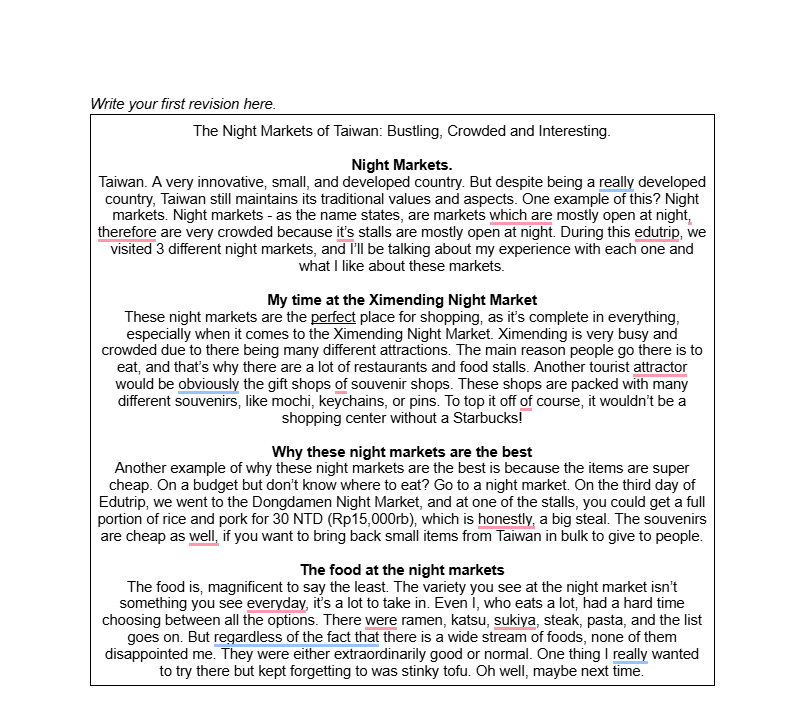 Write your first revision here.
The Night Markets of Taiwan: Bustling, Crowded and Interesting.
Night Markets.
Taiwan. A very innovative, small, and developed country. But despite being a really developed
country, Taiwan still maintains its traditional values and aspects. One example of this? Night
markets. Night markets - as the name states, are markets which are mostly open at night,
therefore are very crowded because it's stalls are mostly open at night. During this edutrip, we
visited 3 different night markets, and I'll be talking about my experience with each one and
what I like about these markets.
My time at the Ximending Night Market
These night markets are the perfect place for shopping, as it's complete in everything,
especially when it comes to the Ximending Night Market. Ximending is very busy and
crowded due to there being many different attractions. The main reason people go there is to
eat, and that's why there are a lot of restaurants and food stalls. Another tourist attractor
would be obviously the gift shops of souvenir shops. These shops are packed with many
different souvenirs, like mochi, keychains, or pins. To top it off of course, it wouldn't be a
shopping center without a Starbucks!
Why these night markets are the best
Another example of why these night markets are the best is because the items are super
cheap. On a budget but don't know where to eat? Go to a night market. On the third day of
Edutrip, we went to the Dongdamen Night Market, and at one of the stalls, you could get a full
portion of rice and pork for 30 NTD (Rp15,000rb), which is honestly, a big steal. The souvenirs
are cheap as well, if you want to bring back small items from Taiwan in bulk to give to people.
The food at the night markets
The food is, magnificent to say the least. The variety you see at the night market isn't
something you see everyday, it's a lot to take in. Even I, who eats a lot, had a hard time
choosing between all the options. There were ramen, katsu, sukiya, steak, pasta, and the list
goes on. But regardless of the fact that there is a wide stream of foods, none of them
disappointed me. They were either extraordinarily good or normal. One thing I really wanted
to try there but kept forgetting to was stinky tofu. Oh well, maybe next time.